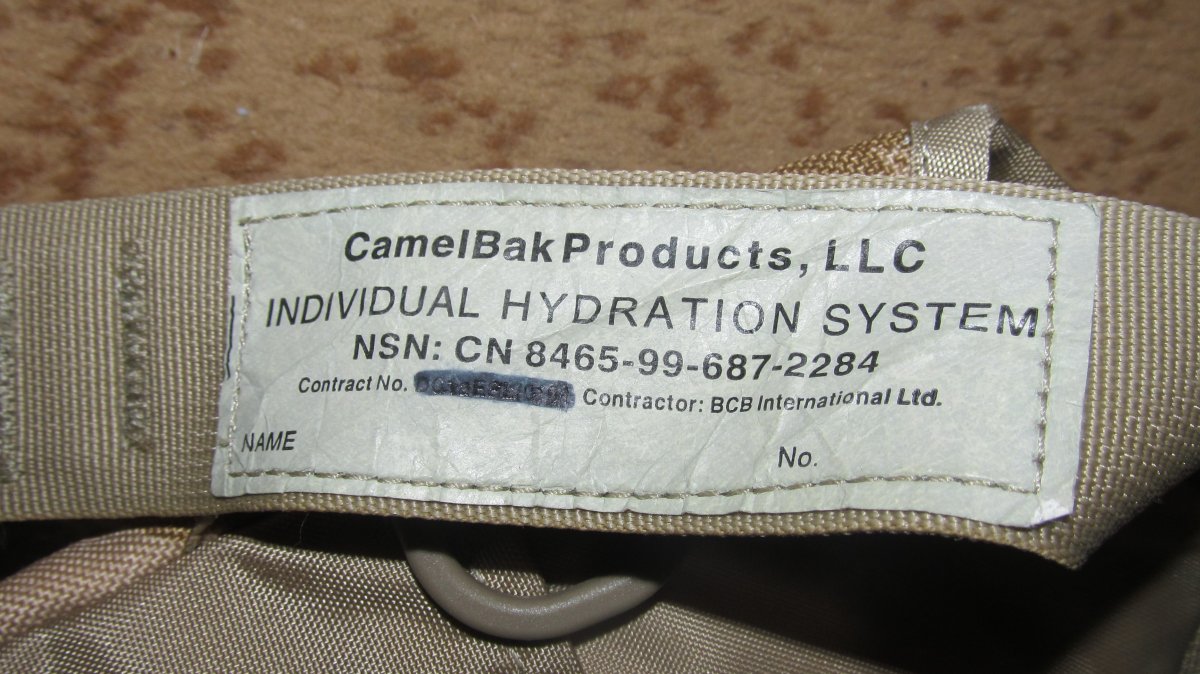 CamelBak Products, LLC
INDIVIDUAL HYDRATION SYSTEM
NSN: CN 8465-99-687-2284
Contract No. Contractor: BCB International Ltd.
NAME No.